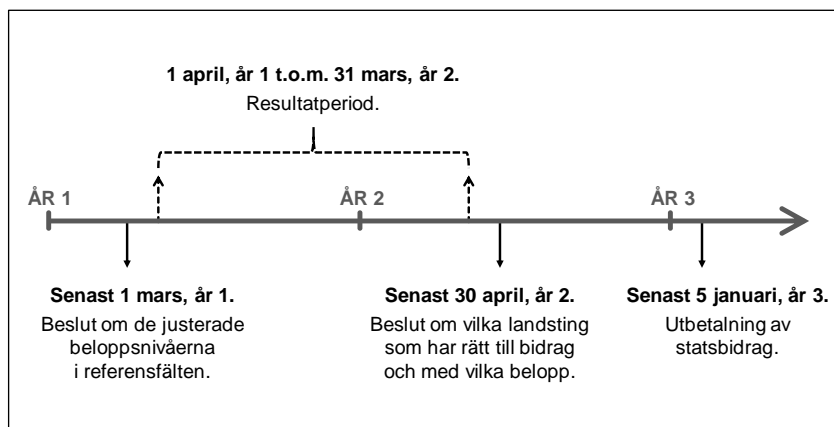 1 april, år 1 t.o.m. 31 mars, år 2.
Resultatperiod.
ÅR 1
ÅR 2
ÅR 3
Senast 1 mars, år 1.
Beslut om de justerade
beloppsnivåerna
i referensfälten.
Senast 30 april, år 2.
Beslut om vilka landsting
som har rätt till bidrag
och med vilka belopp.
Senast 5 januari, år 3.
Utbetalning av
statsbidrag.